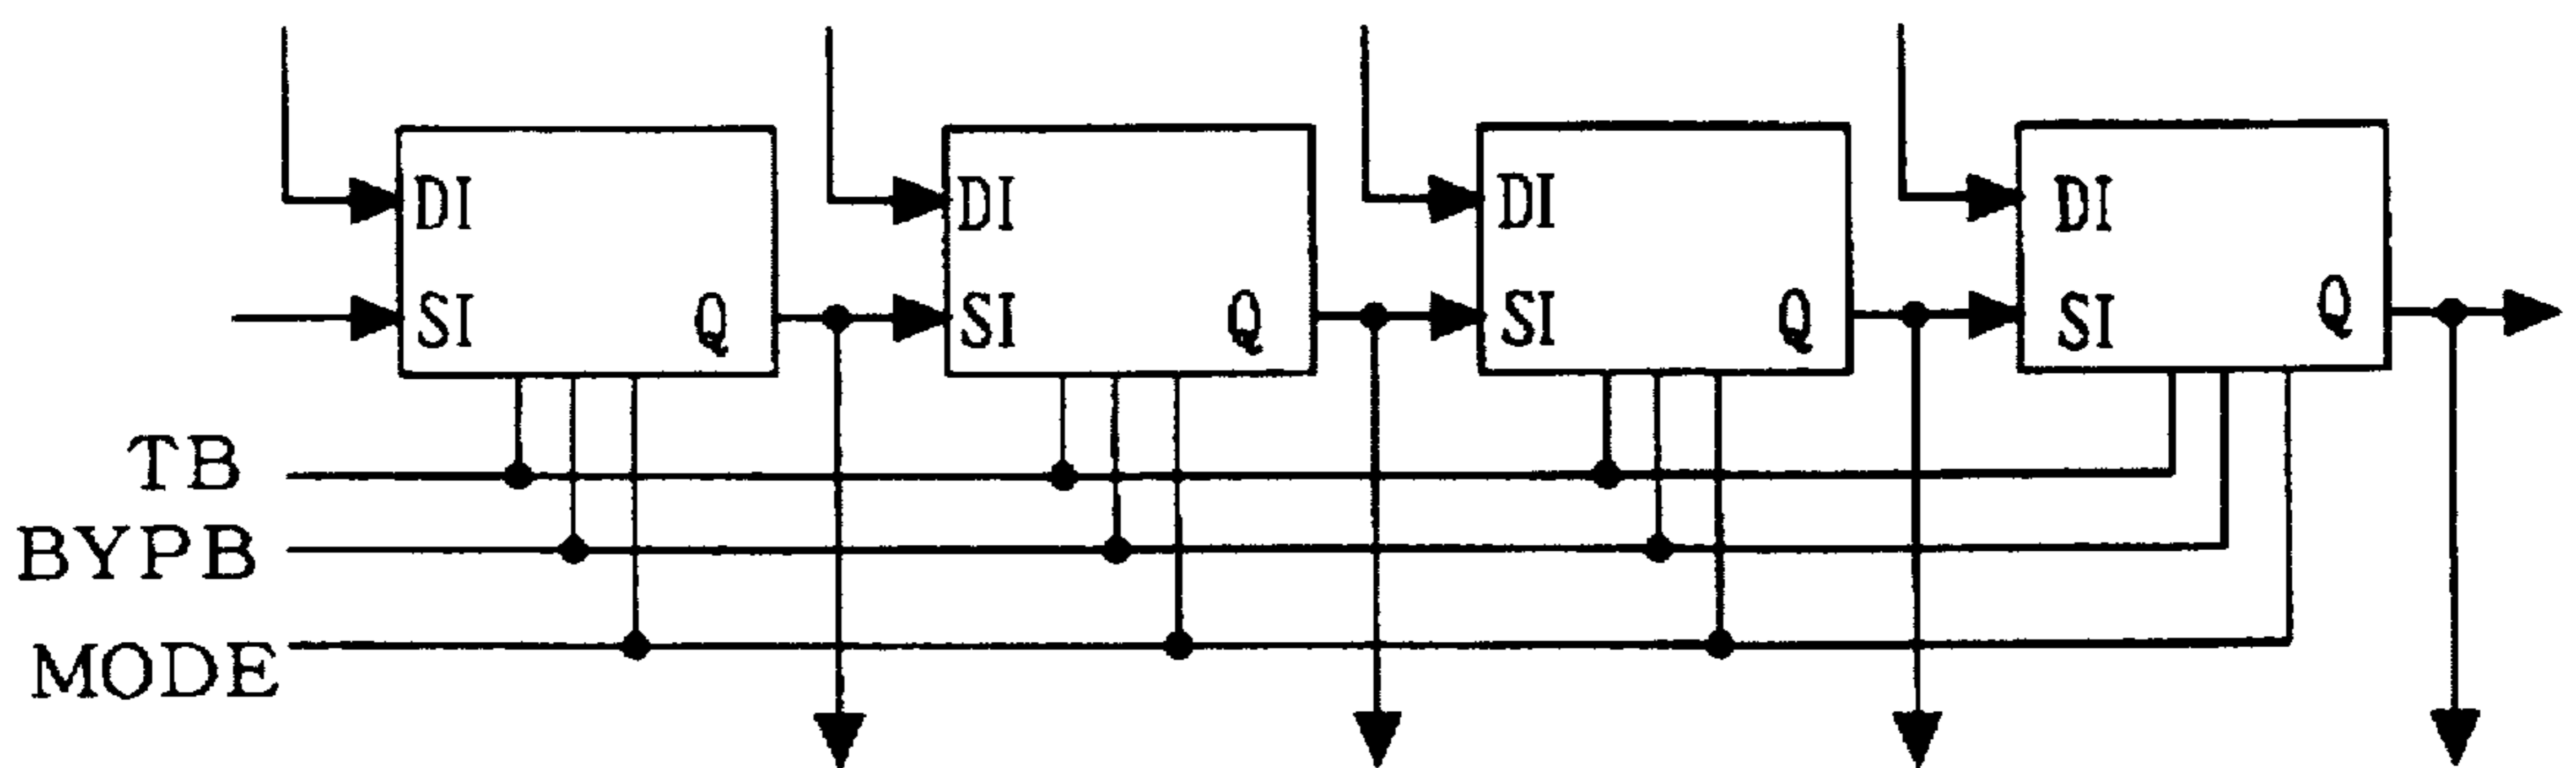 DI DI DI DI
SI Q SI Q SI Q SI Q
TB
BYPB
MODE